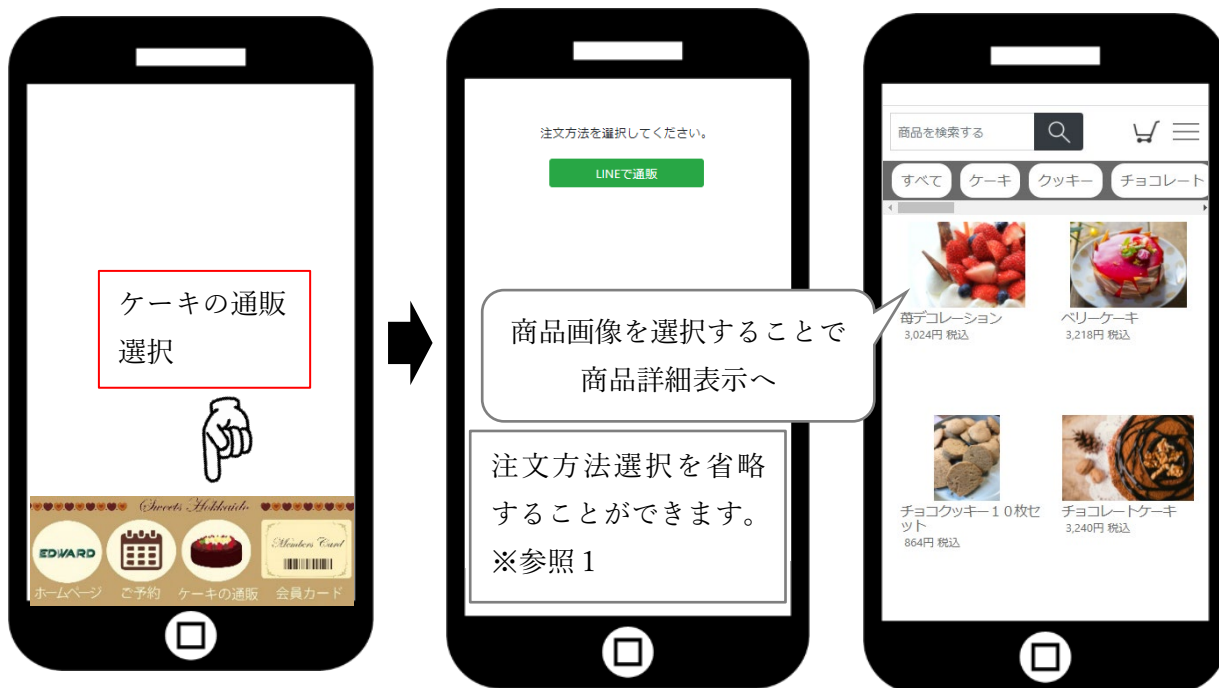 ケーキの通販
選択
Sweets Hokkaido
EDWARD
Members Card
ホームページ
ご予約
ケーキの通販
会員カード
注文方法を選択してください。
LINEで通販
商品画像を選択することで
商品詳細表示へ
注文方法選択を省略
することができます。
※参照１
商品を検索する
すべて
ケーキ
クッキー
チョコレート
苺デコレーション
3,024円 税込
ベリーケーキ
3,218円 税込
チョコクッキー１０枚セ
ット
864円 税込
チョコレートケーキ
3,240円 税込